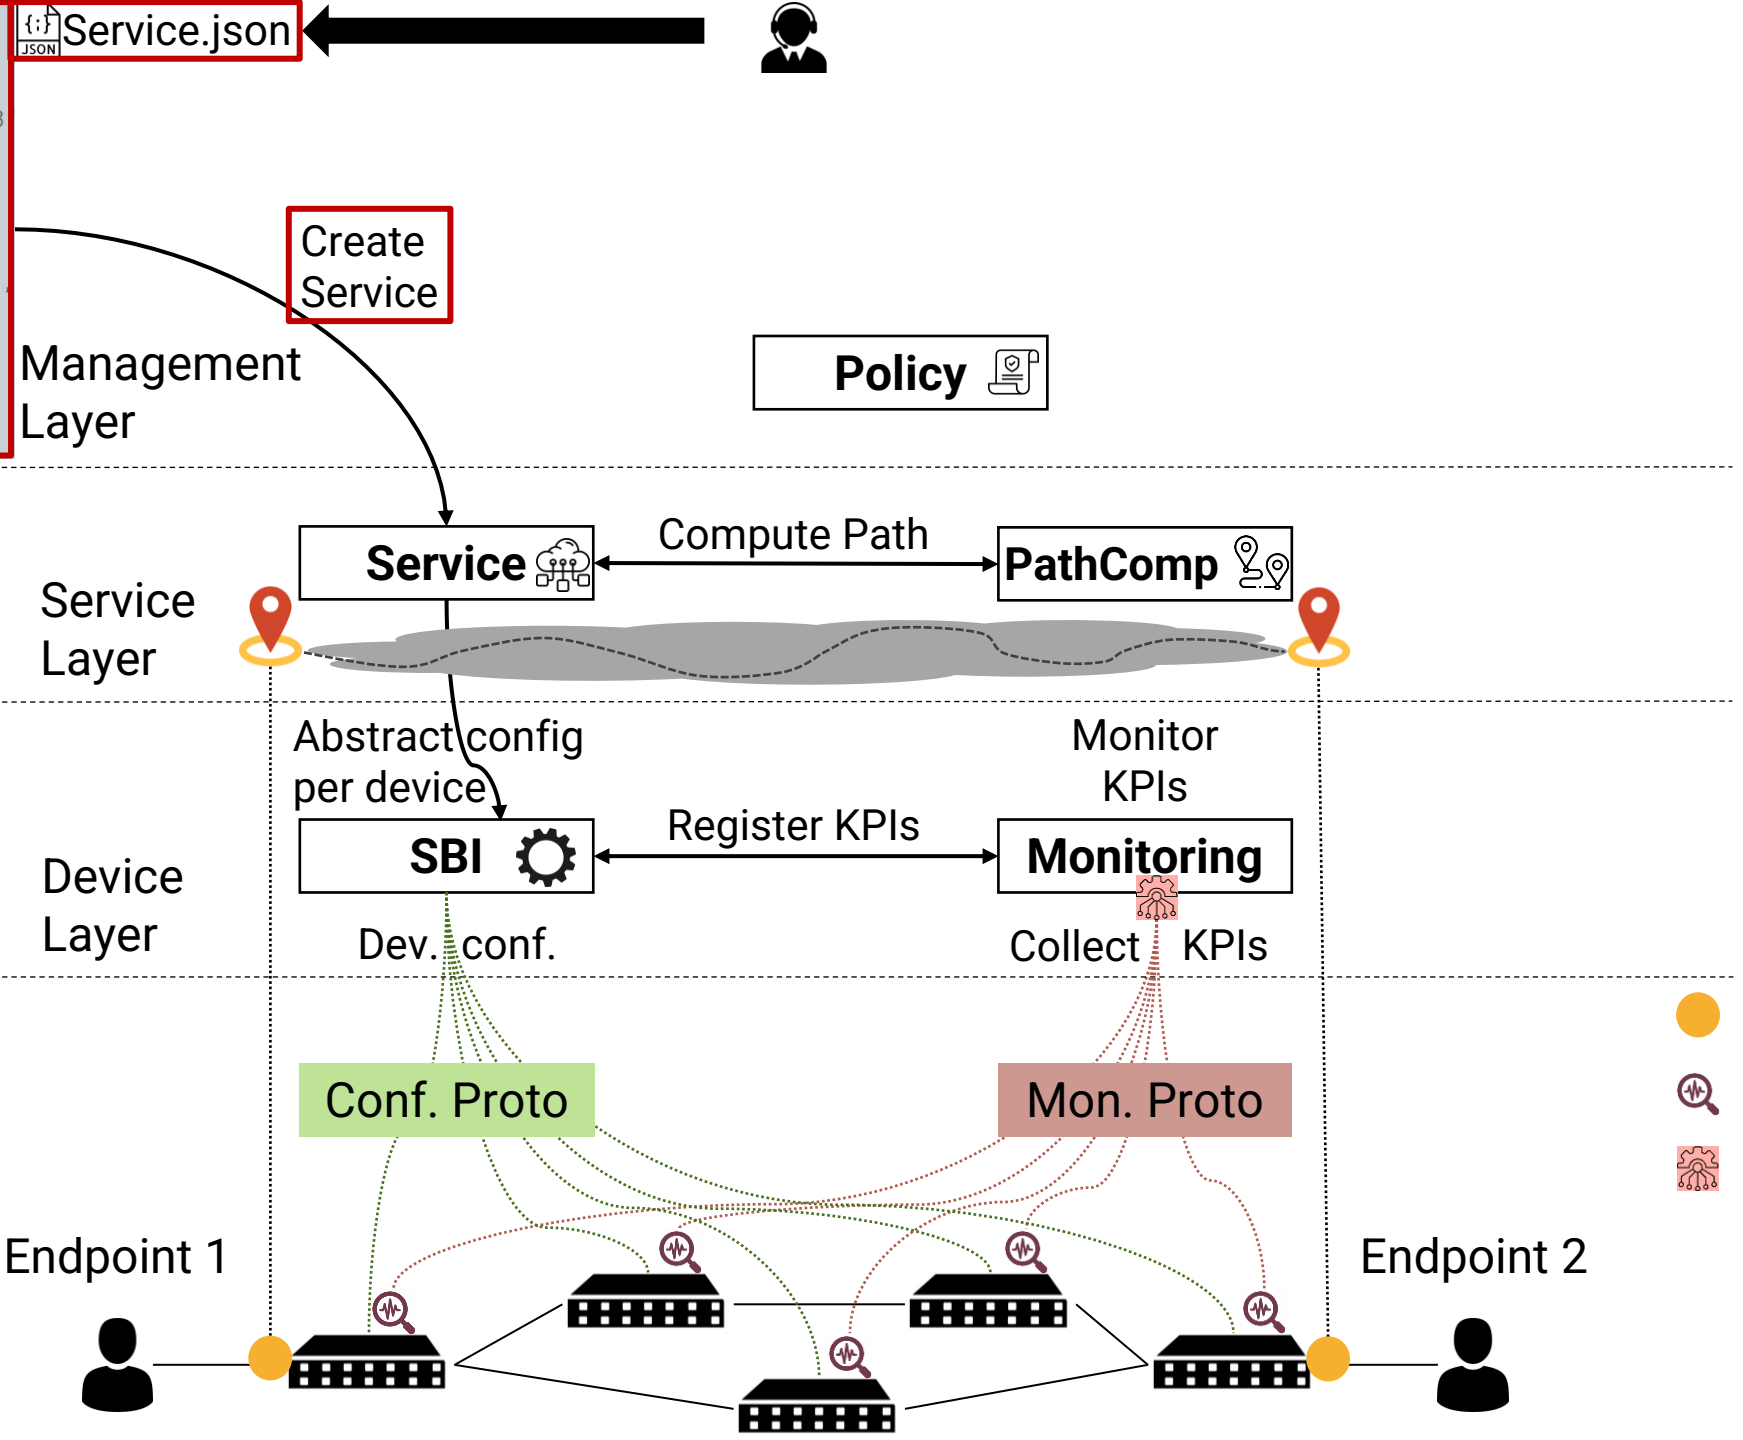 {;}
JSON
Service.json
Create
Service
Management
Layer
Policy
Service
Compute Path
PathComp
Service
Layer
Abstract config
per device
Monitor
KPIs
SBI
Register KPIs
Monitoring
Device
Layer
Dev. conf.
Collect KPIs
Conf. Proto
Mon. Proto
Endpoint 1
Endpoint 2